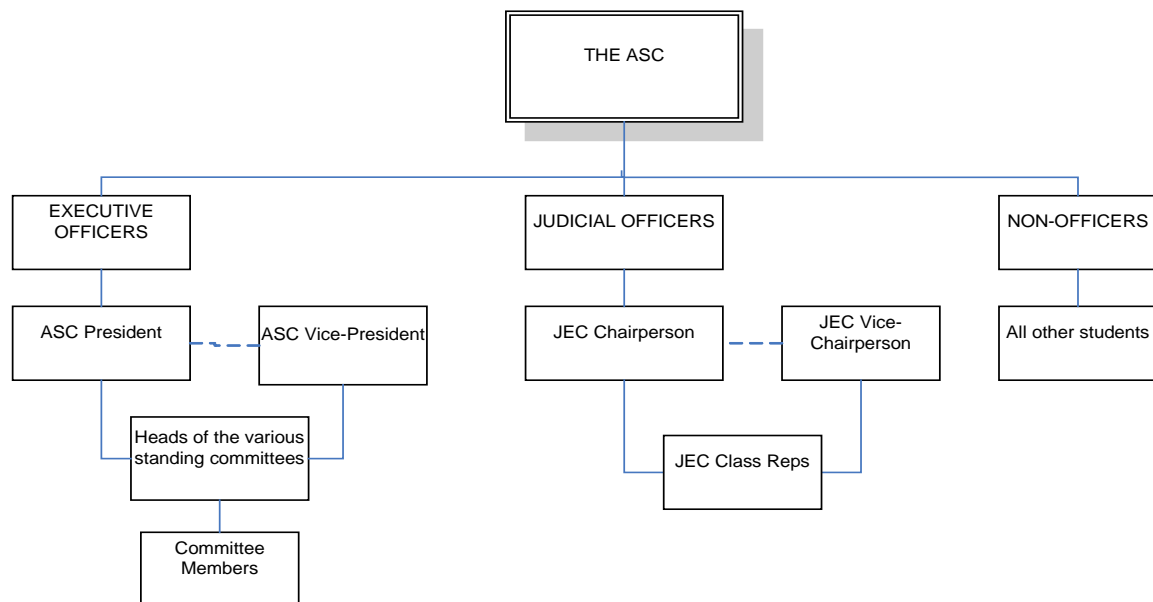 THE ASC
EXECUTIVE
OFFICERS
JUDICIAL OFFICERS
NON-OFFICERS
ASC President
ASC Vice-President
JEC Chairperson
JEC Vice-
Chairperson
All other students
Heads of the various
standing committees
JEC Class Reps
Committee
Members